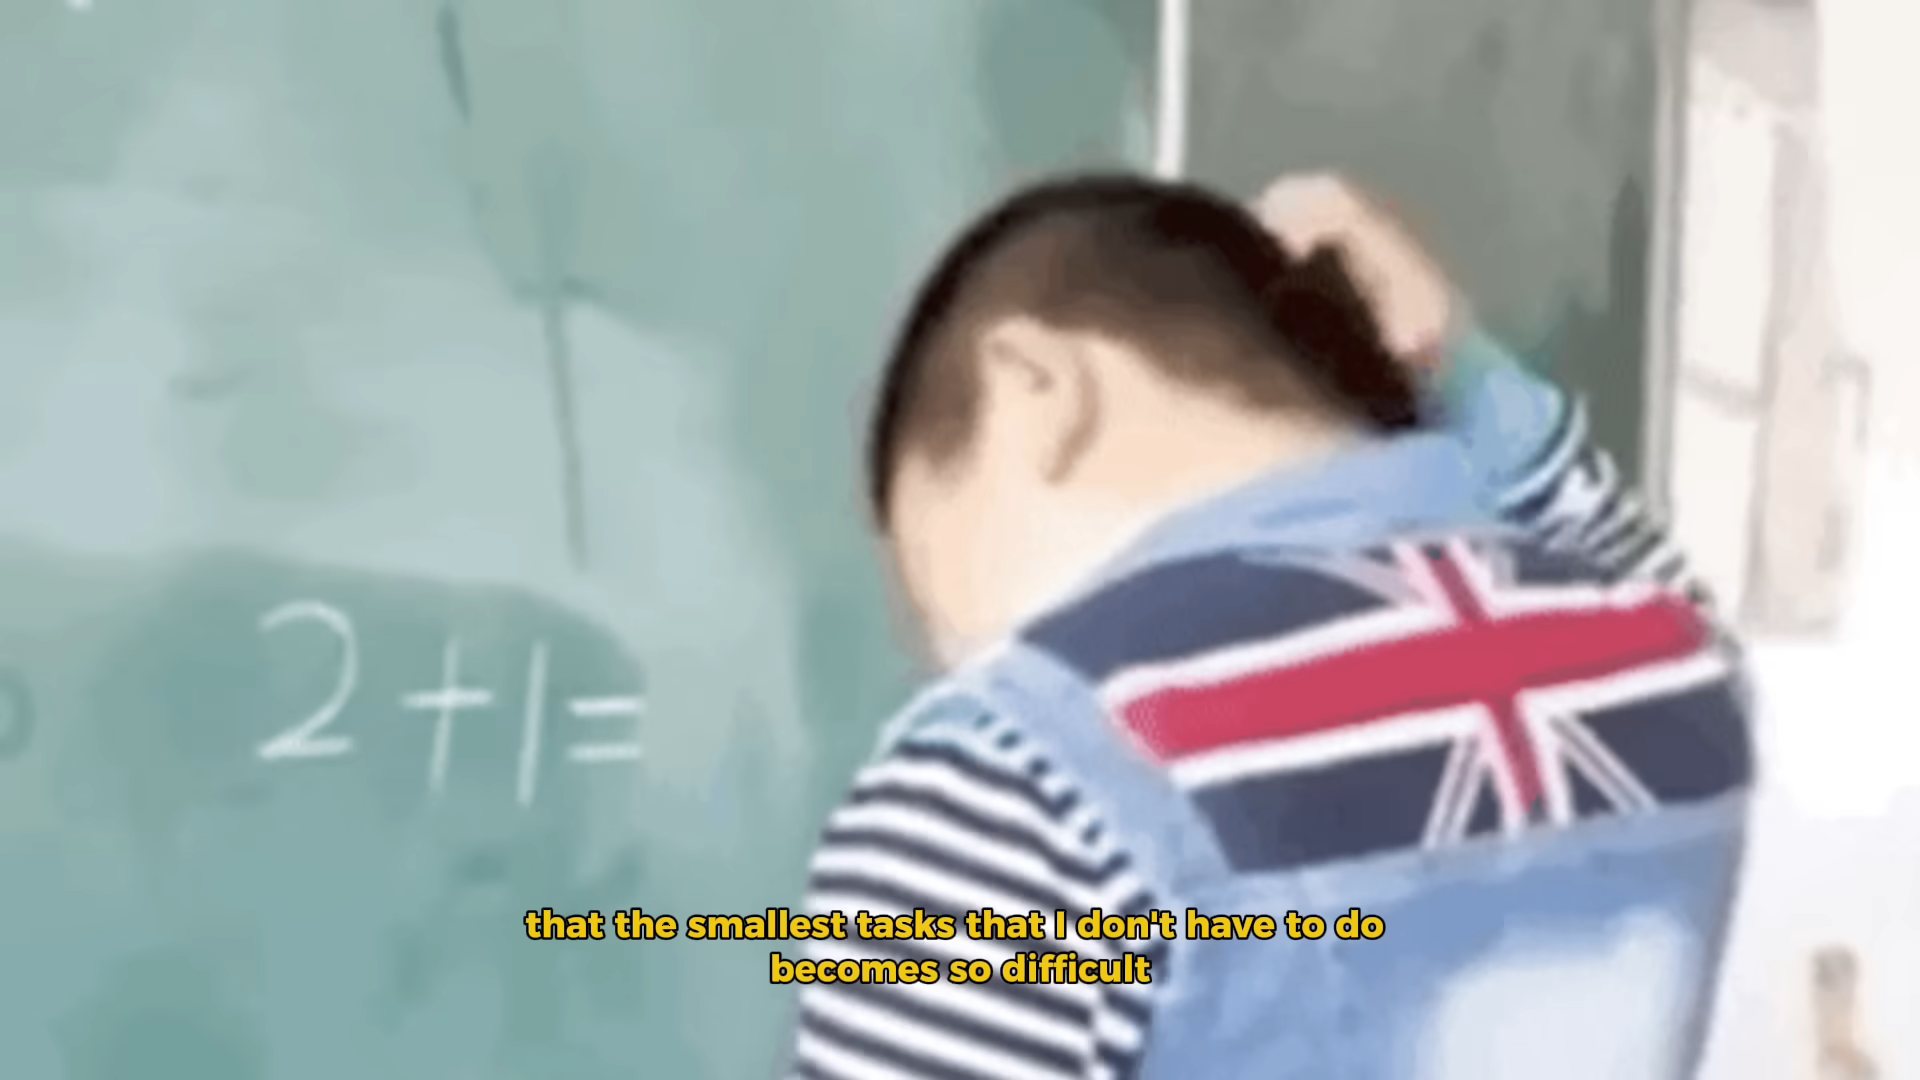 2+1=
that the smallest tasks that I don't have to do
becomes so difficult